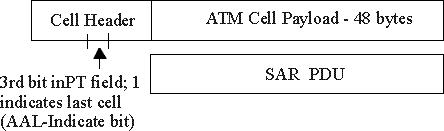 Cell Header
ATM Cell Payload - 48 bytes
3rd bit inPT field; 1
indicates last cell
(AAL-Indicate bit)
SAR PDU